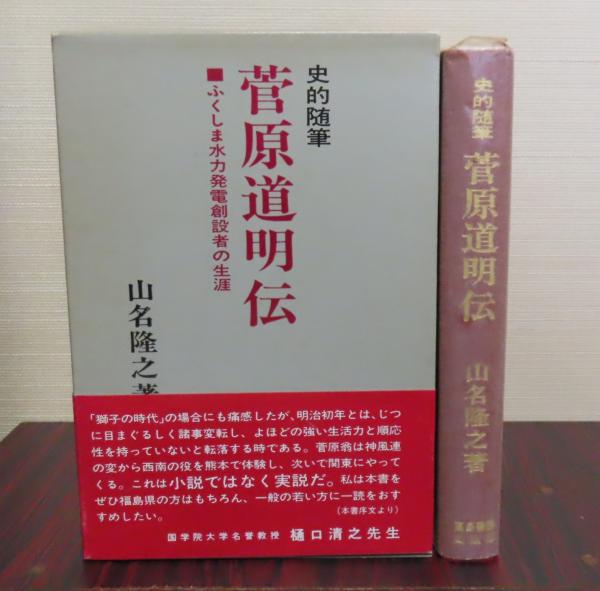 史的随筆
菅原道明伝
■ふくしま水力発電創設者の生涯
山名隆之著
「獅子の時代」の場合にも痛感したが、明治初年とは、じつ
に目まぐるしく諸事変転し、よほどの強い生活力と順応
性を持っていないと転落する時である。菅原翁は神風連
の変から西南の役を熊本で体験し、次いで関東にやって
くる。これは小説ではなく実説だ。私は本書を
ぜひ福島県の方はもちろん、一般の若い方に一読をおす
すめしたい。
（本書序文より）
国学院大学名誉教授 樋口清之先生
史的随筆 菅原道明伝 山名隆之著